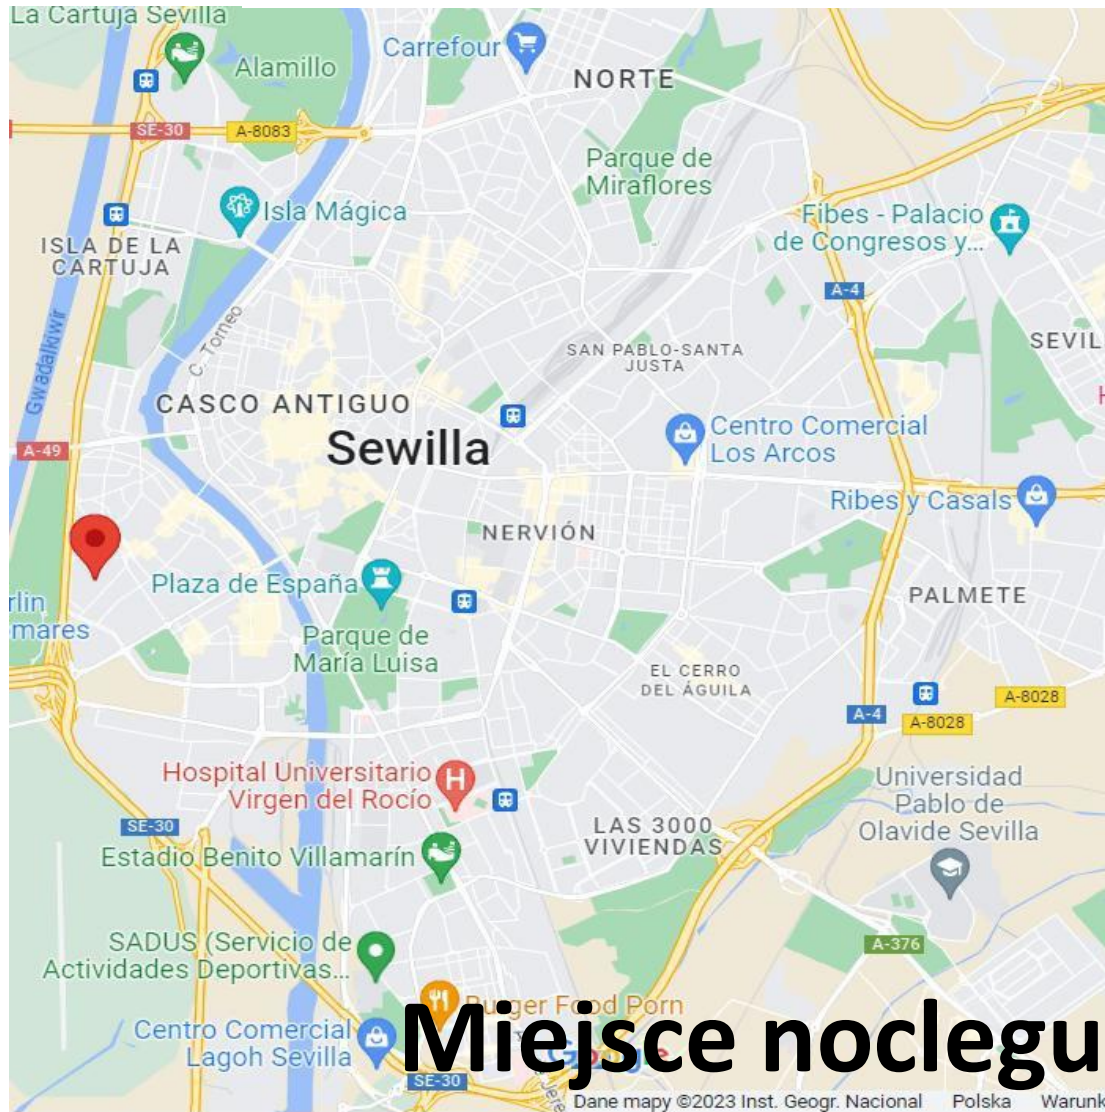 La Cartuja Sevilla
Carrefour
Alamillo
NORTE
SE-30
A-8083
Parque de
Miraflores
Isla Mágica
Fibes - Palacio
de Congresos y...
ISLA DE LA
CARTUJA
A-4
C. Torneo
Gwadalkiwir
SAN PABLO-SANTA
JUSTA
SEVIL
H
CASCO ANTIGUO
Sewilla
Centro Comercial
Los Arcos
A-49
Ribes y Casals
NERVIÓN
Plaza de España
PALMETE
rlin
mares
Parque de
María Luisa
EL CERRO
DEL ÁGUILA
A-8028
A-4
A-8028
Hospital Universitario
Virgen del Rocío
H
Universidad
Pablo de
Olavide Sevilla
SE-30
LAS 3000
VIVIENDAS
Estadio Benito Villamarín
SADUS (Servicio de
Actividades Deportivas...
A-376
Burger Food Porn
Centro Comercial
Lagoh Sevilla
Miejsce noclegu
Google
SE-30
Dane mapy ©2023 Inst. Geogr. Nacional Polska Warunk